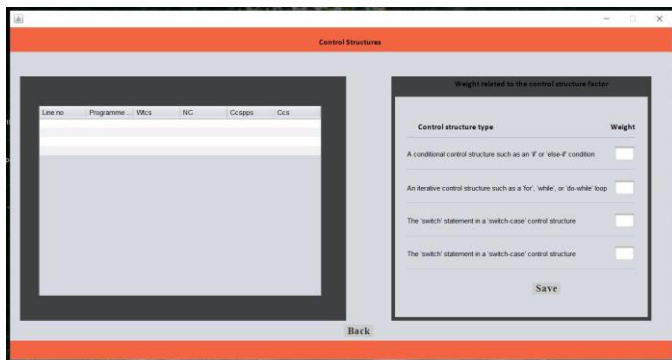 Control Structures
Line no Programme ... Wtcs NC Ccspps Ccs
Weight related to the control structure factor
Control structure type Weight
A conditional control structure such as an 'if' or 'else-if' condition
An iterative control structure such as a 'for', 'while', or 'do-while' loop
The 'switch' statement in a 'switch-case' control structure
The 'switch' statement in a 'switch-case' control structure
Save
Back